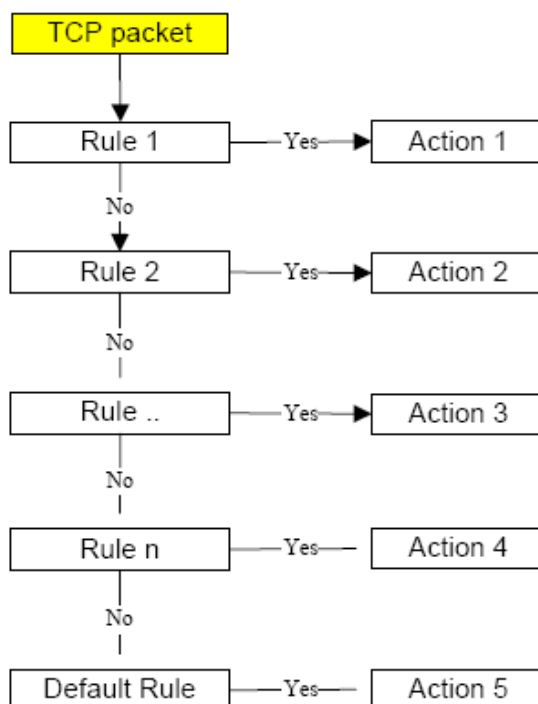 TCP packet
Rule 1
Yes
Action 1
No
Rule 2
Yes
Action 2
No
Rule ..
Yes
Action 3
No
Rule n
Yes
Action 4
No
Default Rule
Yes
Action 5